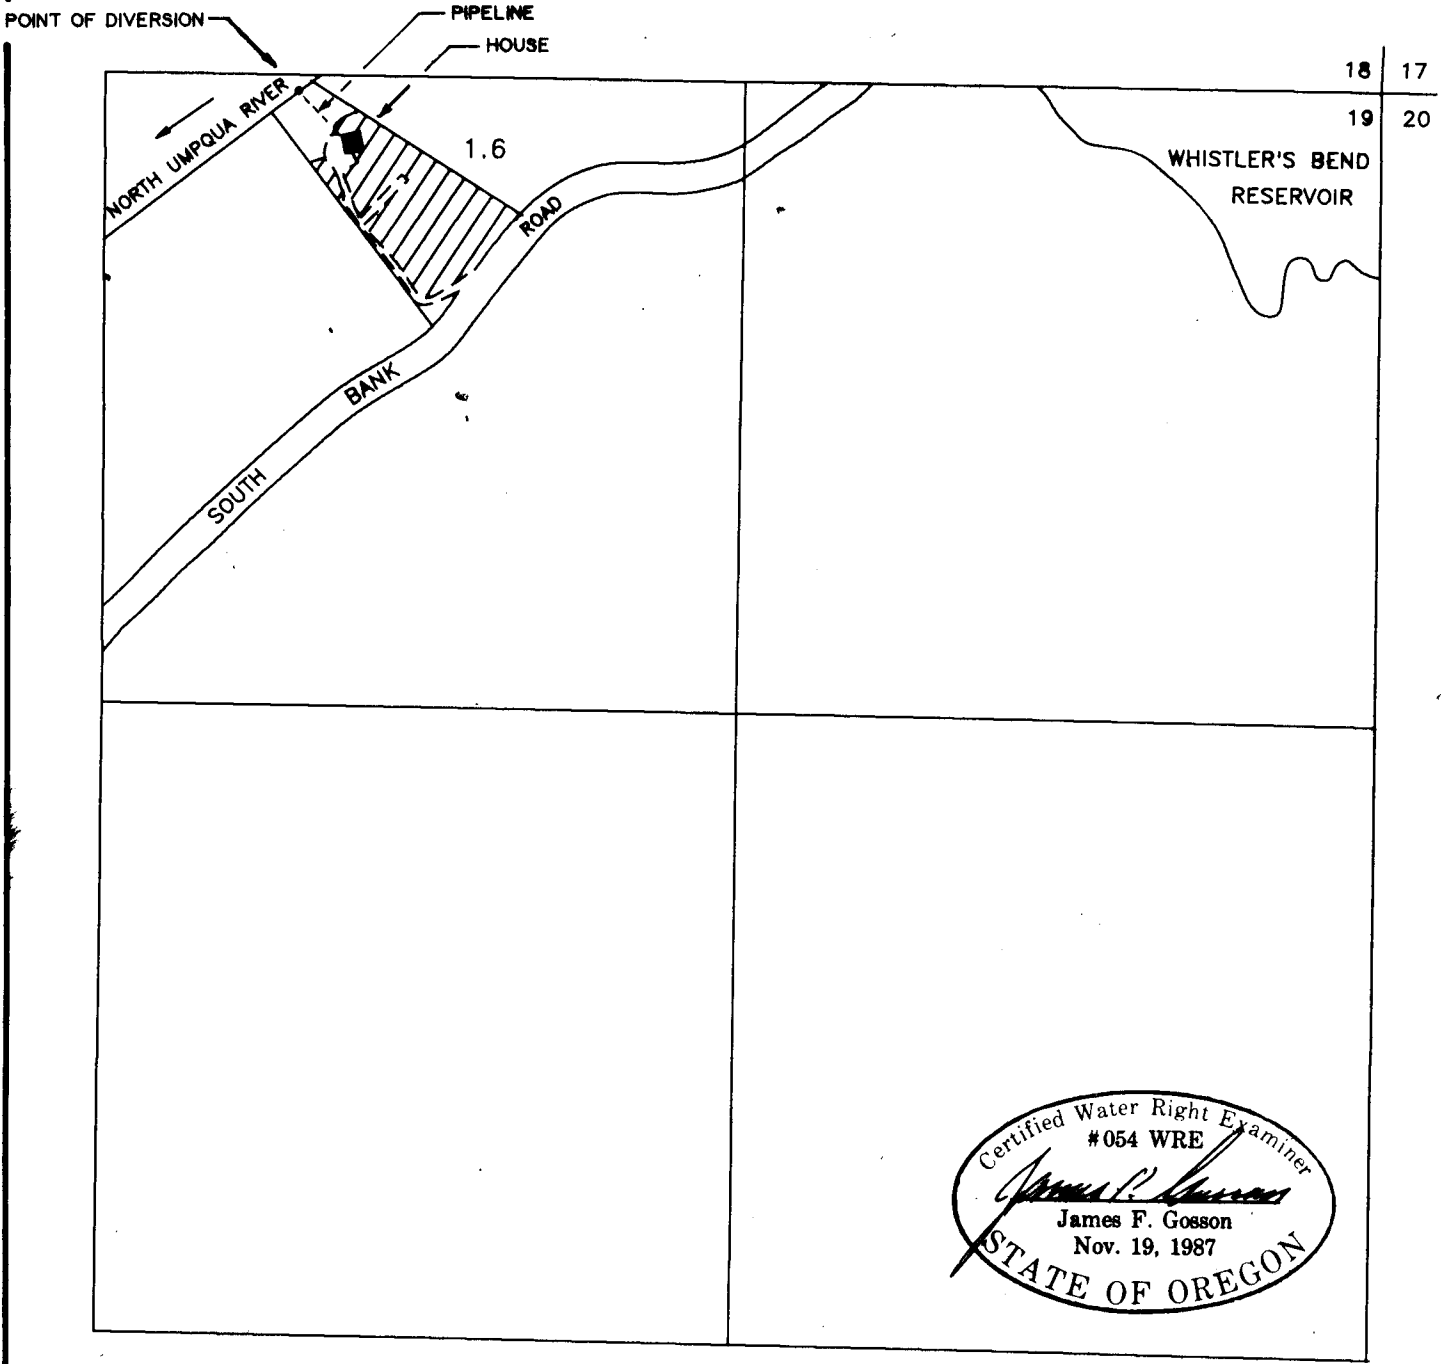 POINT OF DIVERSION
PIPELINE
HOUSE
18 17
19 20
NORTH UMPQUA RIVER
1.6
WHISTLER'S BEND
RESERVOIR
ROAD
BANK
SOUTH
Certified Water Right Examiner
#054 WRE
James F. Gosson
Nov. 19, 1987
STATE OF OREGON